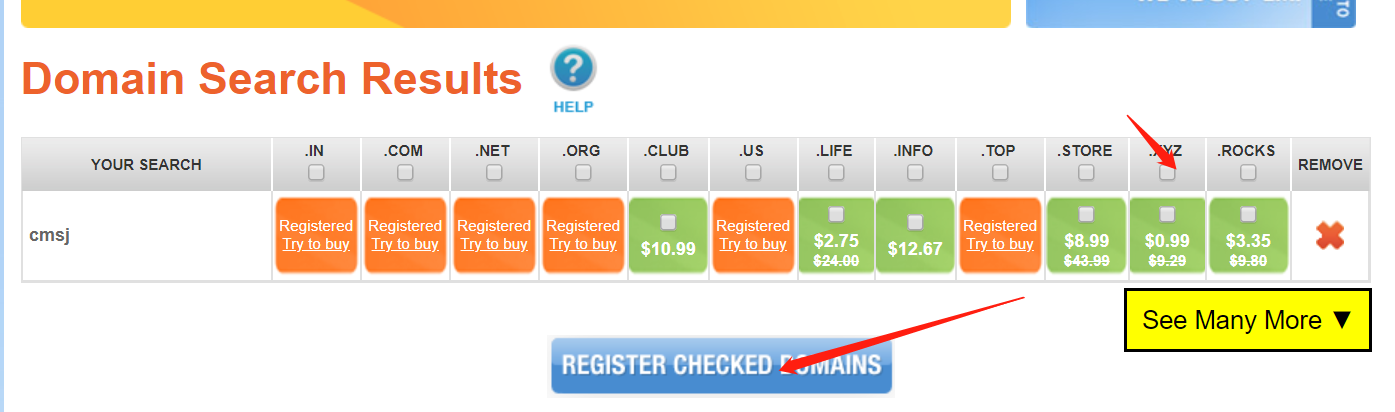 TO
Domain Search Results
HELP
YOUR SEARCH .IN .COM .NET .ORG .CLUB .US .LIFE .INFO .TOP .STORE .XYZ .ROCKS REMOVE
cmsj
Registered
Try to buy
Registered
Try to buy
Registered
Try to buy
Registered
Try to buy
$10.99
Registered
Try to buy
$2.75
$24.00
$12.67
Registered
Try to buy
$8.99
$43.99
$0.99
$9.29
$3.35
$9.80
See Many More ▼
REGISTER CHECKED DOMAINS